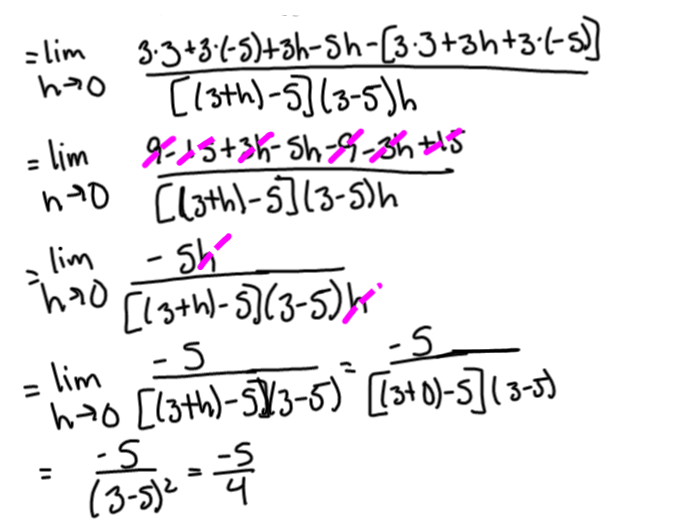 = lim h→0 3·3+3·(-5)+3h-5h-[3·3+3h+3·(-5)] / [(3+h)-5](3-5)h
= lim h→0 9-15+3h-5h-9-3h+15 / [(3+h)-5](3-5)h
= lim h→0 -5h / [(3+h)-5](3-5)h
= lim h→0 -5 / [(3+h)-5](3-5) = -5 / [(3+0)-5](3-5)
= -5 / (3-5)² = -5 / 4